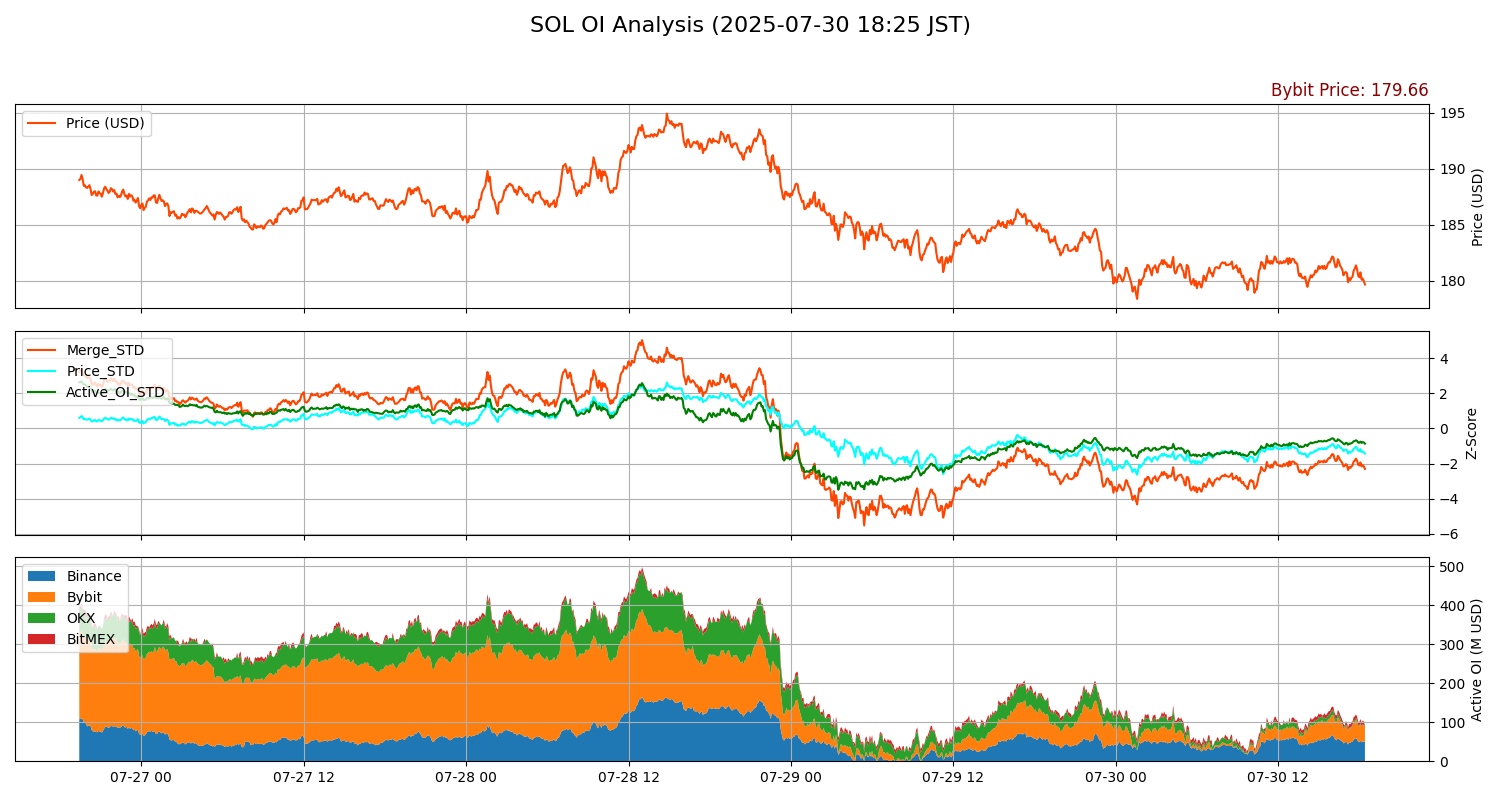 SOL OI Analysis (2025-07-30 18:25 JST)
Bybit Price: 179.66
Price (USD)
195
190
185
180
Price (USD)
Merge_STD
Price_STD
Active_OI_STD
4
2
0
−2
−4
−6
Z-Score
Binance
Bybit
OKX
BitMEX
500
400
300
200
100
0
Active OI (M USD)
07-27 00
07-27 12
07-28 00
07-28 12
07-29 00
07-29 12
07-30 00
07-30 12